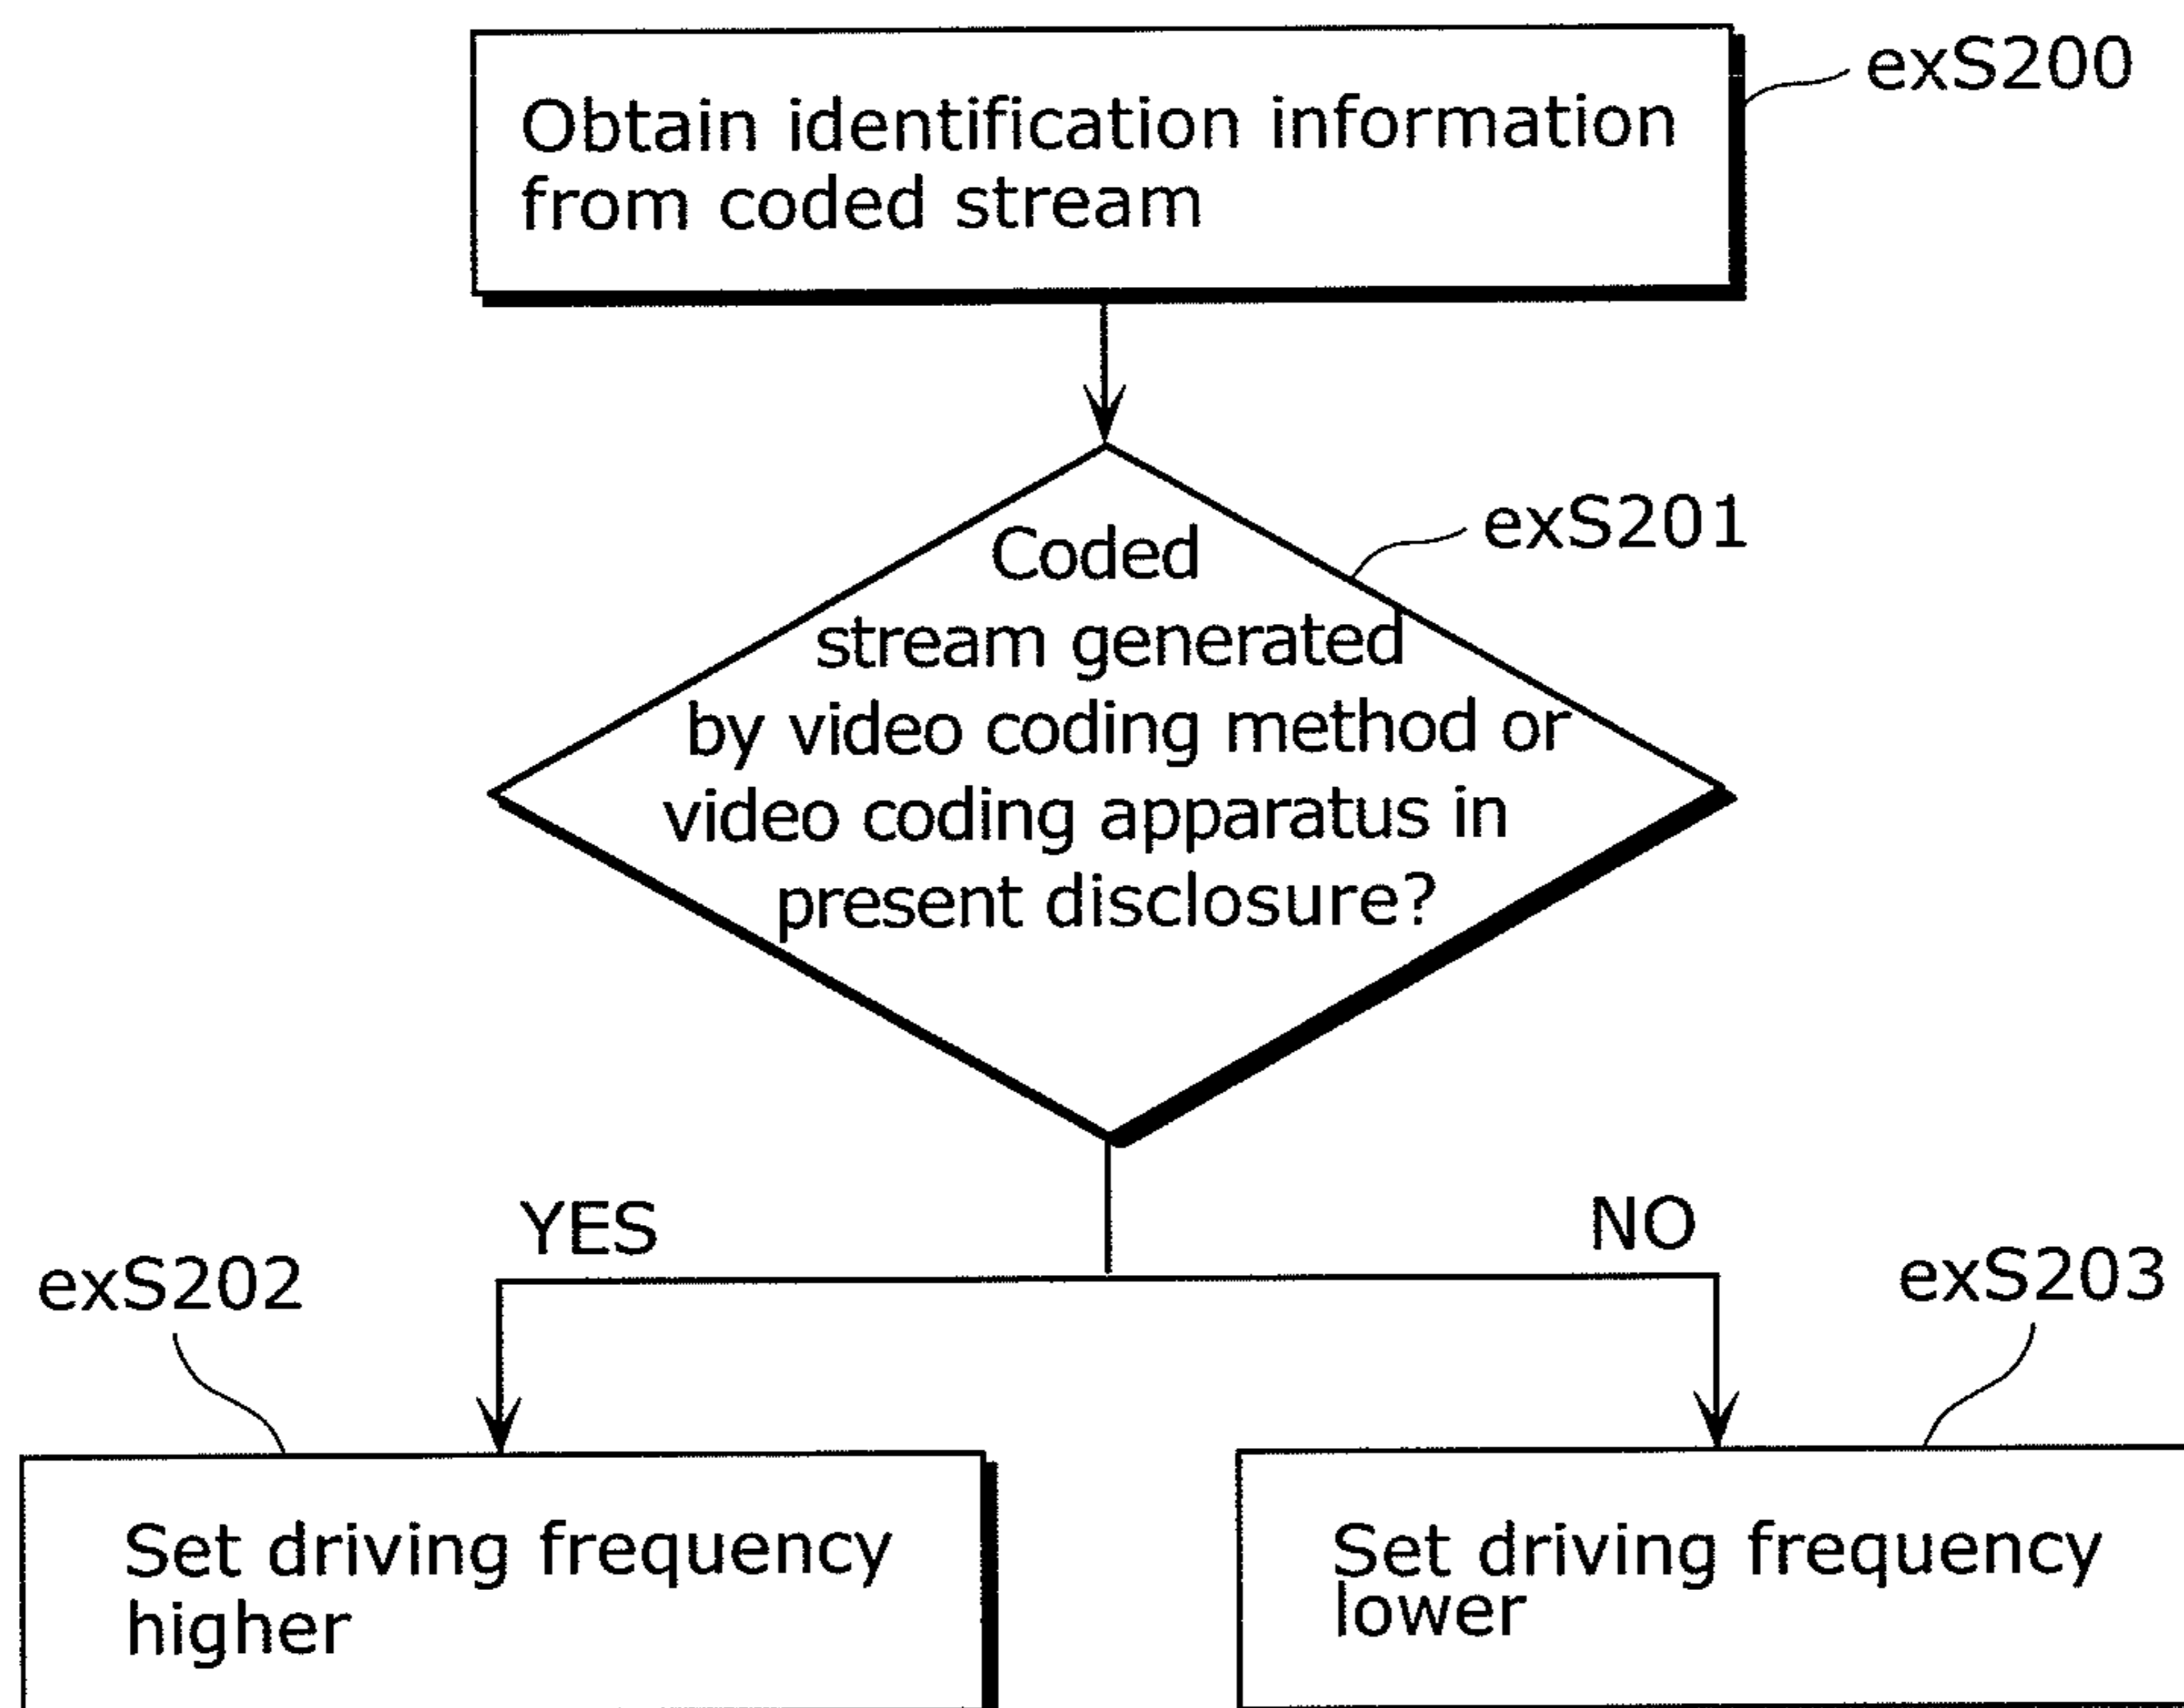 exS200
Obtain identification information
from coded stream
exS201
Coded
stream generated
by video coding method or
video coding apparatus in
present disclosure?
YES
NO
exS202
exS203
Set driving frequency
higher
Set driving frequency
lower